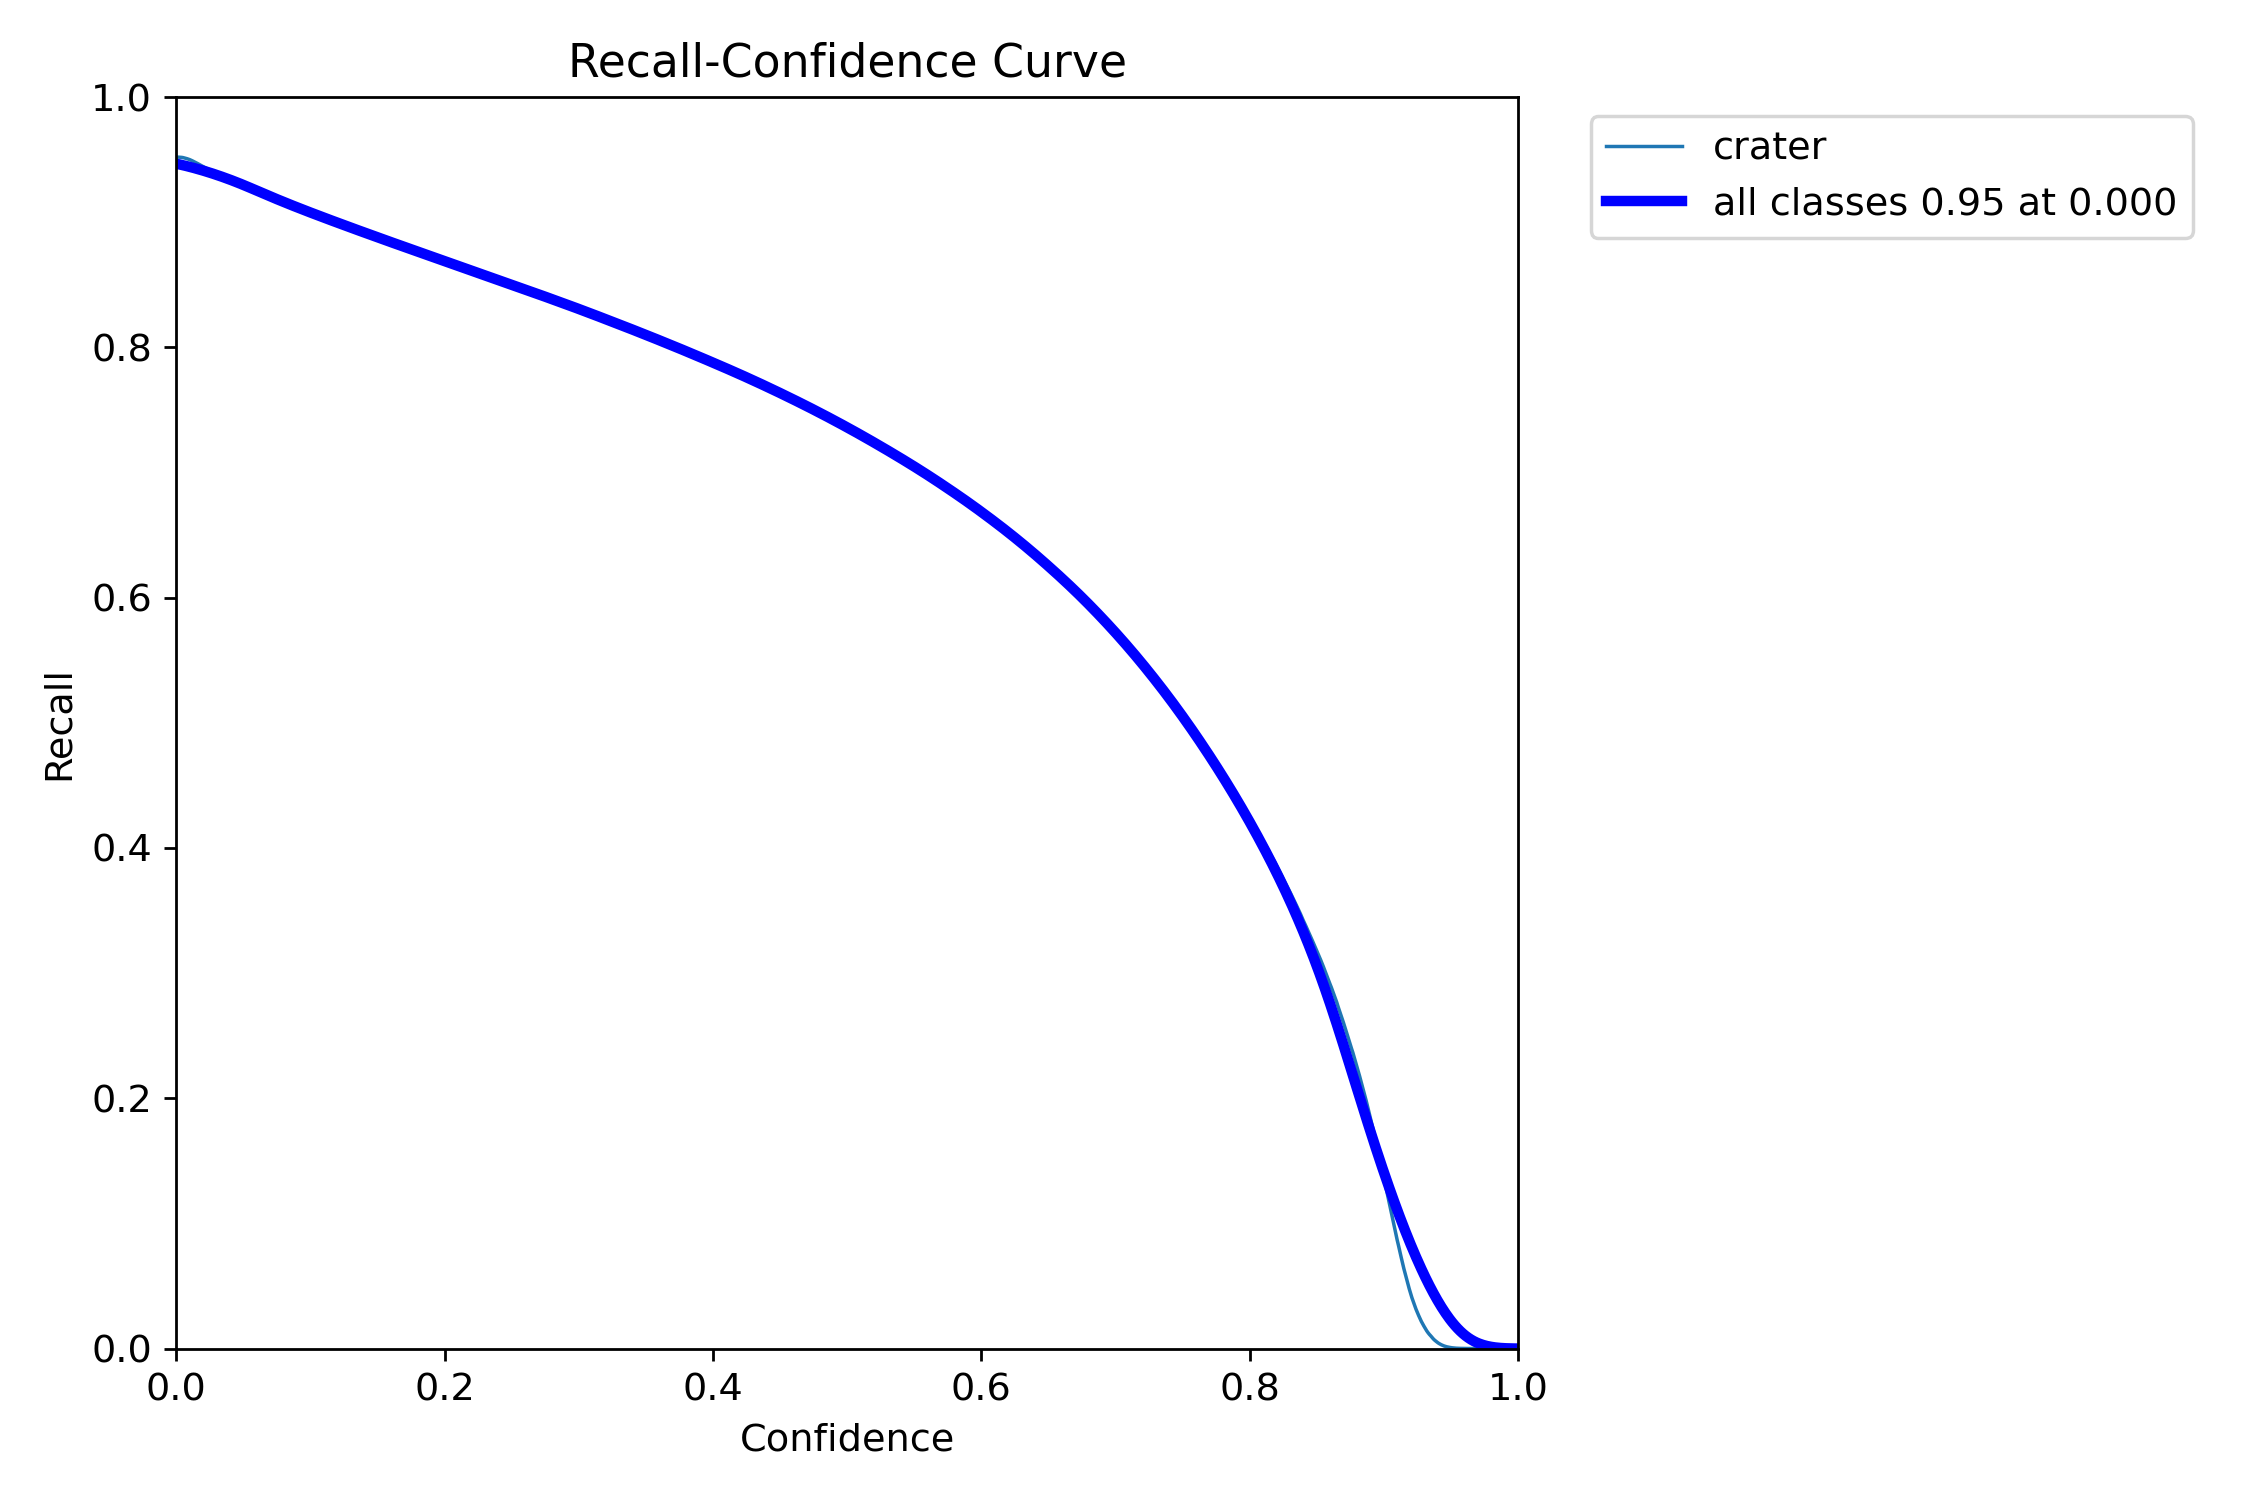 Recall-Confidence Curve
1.0
0.8
0.6
0.4
0.2
0.0
Recall
0.0 0.2 0.4 0.6 0.8 1.0
Confidence
crater
all classes 0.95 at 0.000